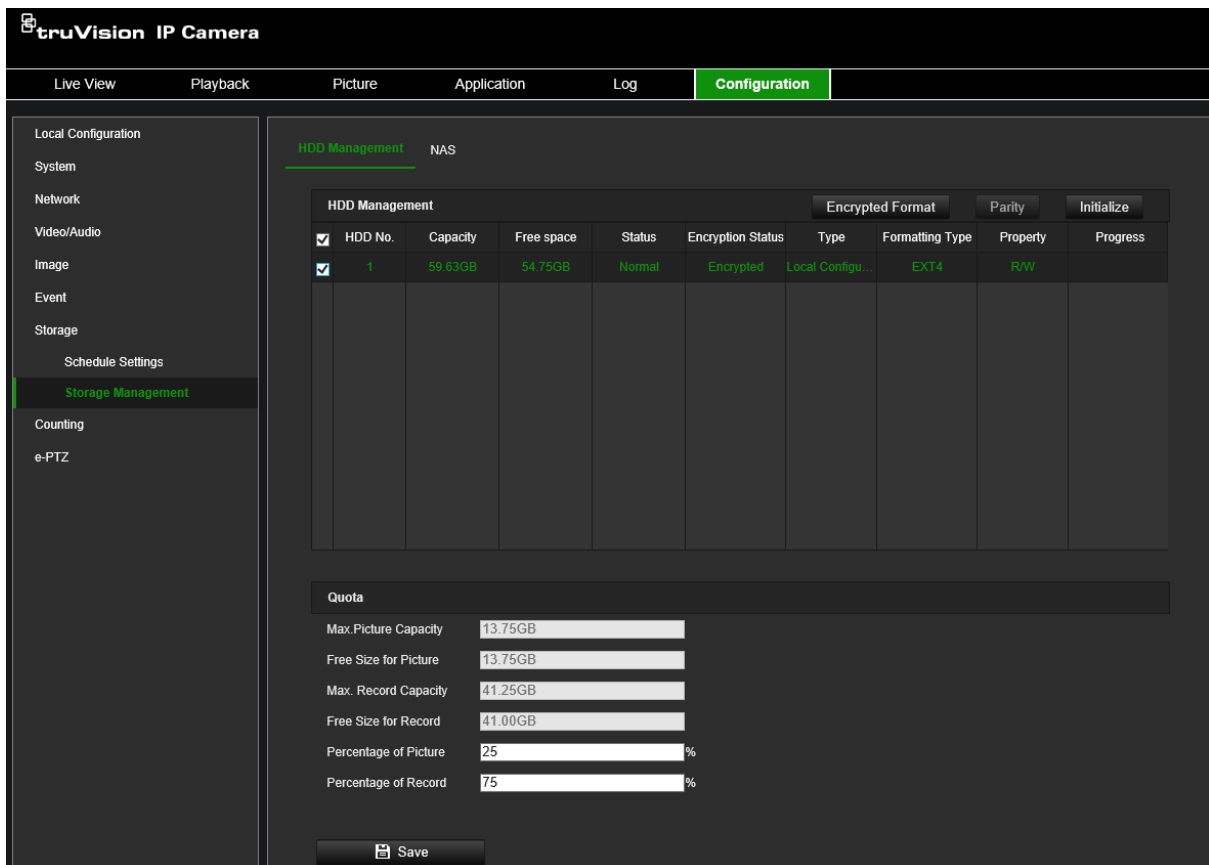 truVision IP Camera
Live View Playback Picture Application Log Configuration
Local Configuration
System
Network
Video/Audio
Image
Event
Storage
Schedule Settings
Storage Management
Counting
e-PTZ
HDD Management NAS
HDD Management Encrypted Format Parity Initialize
HDD No. Capacity Free space Status Encryption Status Type Formatting Type Property Progress
1 59.63GB 54.75GB Normal Encrypted Local Configu... EXT4 R/W
Quota
Max.Picture Capacity 13.75GB
Free Size for Picture 13.75GB
Max. Record Capacity 41.25GB
Free Size for Record 41.00GB
Percentage of Picture 25 %
Percentage of Record 75 %
Save